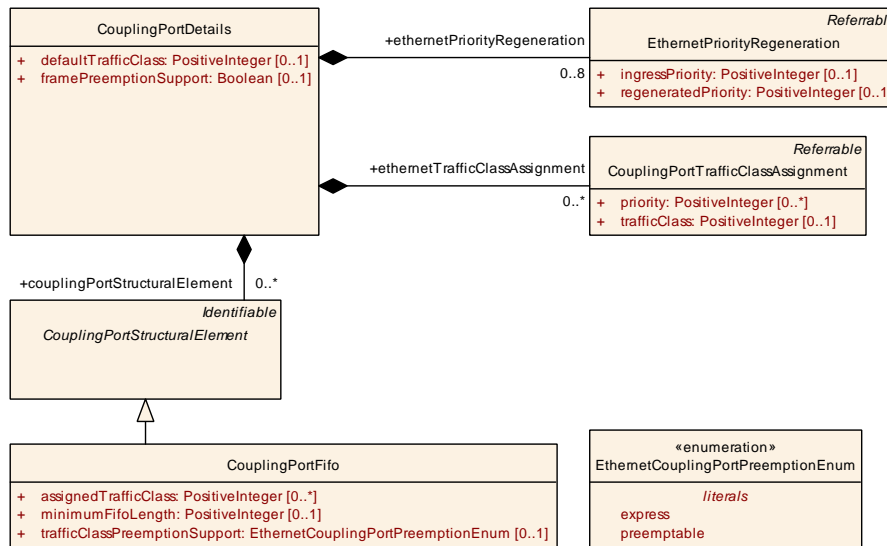 CouplingPortDetails
+ defaultTrafficClass: PositiveInteger [0..1]
+ framePreemptionSupport: Boolean [0..1]
+ethernetPriorityRegeneration
0..8
Referrable
EthernetPriorityRegeneration
+ ingressPriority: PositiveInteger [0..1]
+ regeneratedPriority: PositiveInteger [0..1
+ethernetTrafficClassAssignment
0..*
Referrable
CouplingPortTrafficClassAssignment
+ priority: PositiveInteger [0..*]
+ trafficClass: PositiveInteger [0..1]
+couplingPortStructuralElement 0..*
Identifiable
CouplingPortStructuralElement
CouplingPortFifo
+ assignedTrafficClass: PositiveInteger [0..*]
+ minimumFifoLength: PositiveInteger [0..1]
+ trafficClassPreemptionSupport: EthernetCouplingPortPreemptionEnum [0..1]
«enumeration»
EthernetCouplingPortPreemptionEnum
literals
express
preemptable